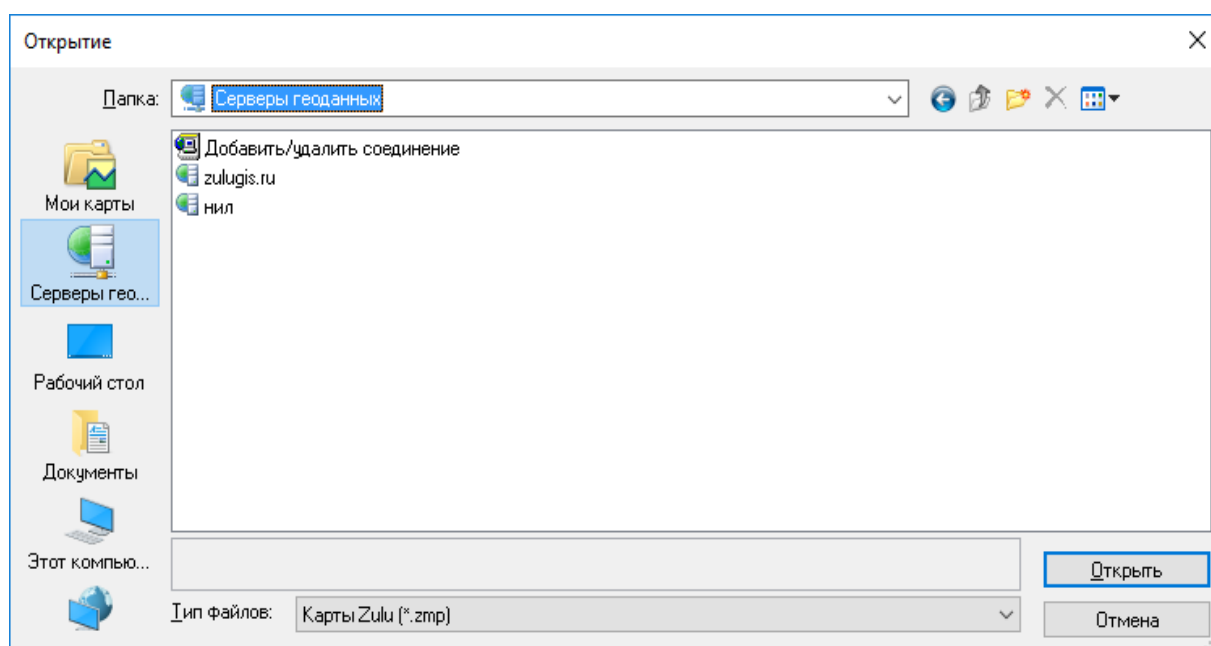 Открытие
Папка: Серверы геоданных
Добавить/удалить соединение
zulugis.ru
нил
Мои карты
Серверы гео...
Рабочий стол
Документы
Этот компью...
Открыть
Тип файлов: Карты Zulu (*.zmp)
Отмена